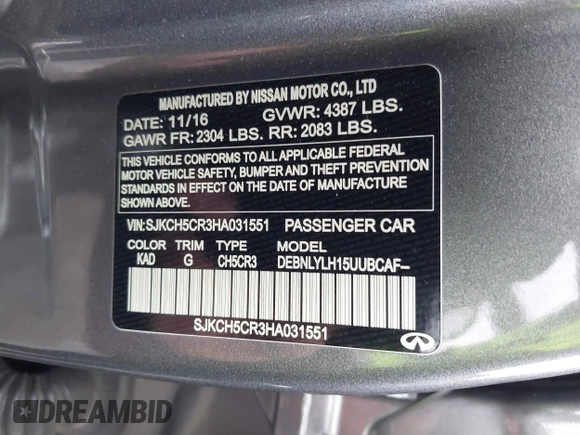 MANUFACTURED BY NISSAN MOTOR CO., LTD
DATE: 11/16 GVWR: 4387 LBS.
GAWR FR: 2304 LBS. RR: 2083 LBS.
THIS VEHICLE CONFORMS TO ALL APPLICABLE FEDERAL
MOTOR VEHICLE SAFETY, BUMPER AND THEFT PREVENTION
STANDARDS IN EFFECT ON THE DATE OF MANUFACTURE
SHOWN ABOVE.
VIN:SJKCH5CR3HA031551 PASSENGER CAR
COLOR TRIM TYPE MODEL
KAD G CH5CR3 DEBNLYLH15UUBCAF–
SJKCH5CR3HA031551
DREAMBID